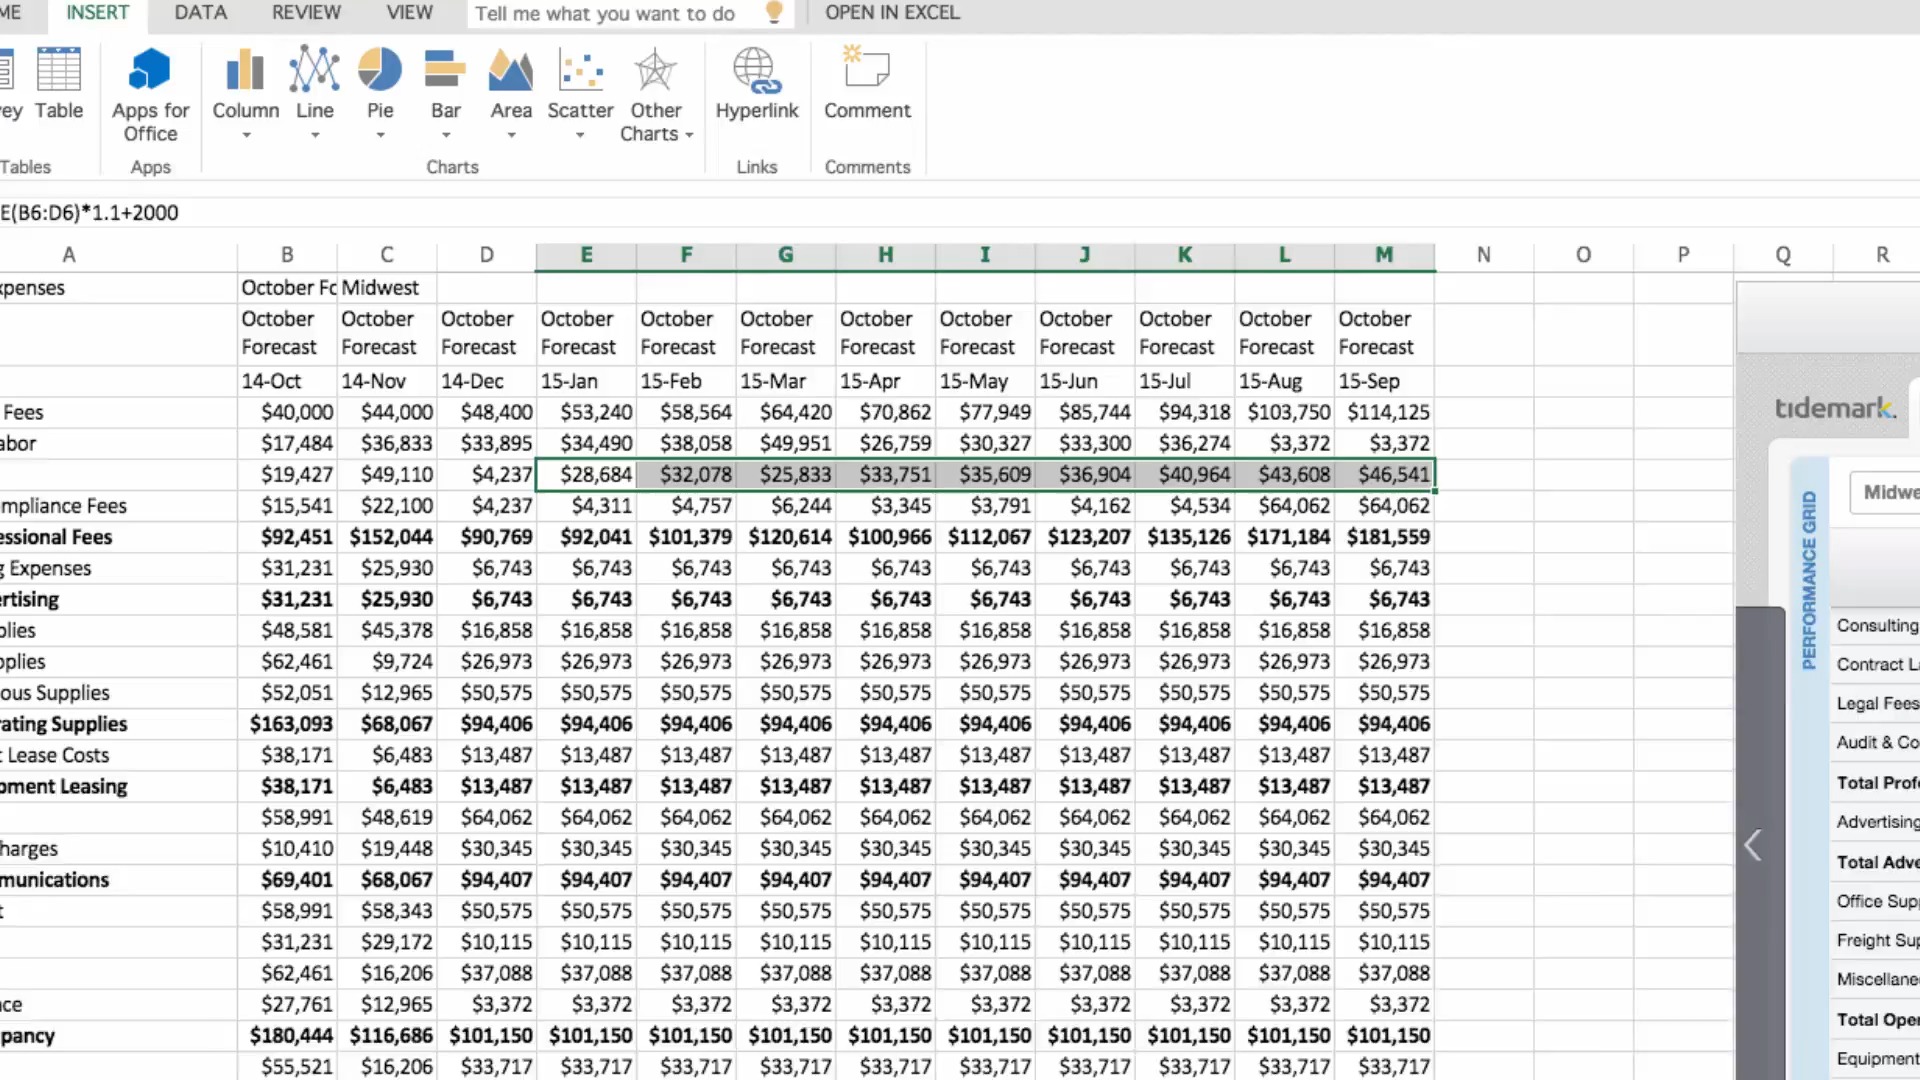 ME INSERT DATA REVIEW VIEW Tell me what you want to do OPEN IN EXCEL
vey Table Apps for Office Column Line Pie Bar Area Scatter Other Charts Hyperlink Comment
Tables Apps Charts Links Comments
E(B6:D6)*1.1+2000
A B C D E F G H I J K L M N O P Q R
xpenses October Fc Midwest
October October October October October October October October October October October October
Forecast Forecast Forecast Forecast Forecast Forecast Forecast Forecast Forecast Forecast Forecast Forecast
14-Oct 14-Nov 14-Dec 15-Jan 15-Feb 15-Mar 15-Apr 15-May 15-Jun 15-Jul 15-Aug 15-Sep
Fees $40,000 $44,000 $48,400 $53,240 $58,564 $64,420 $70,862 $77,949 $85,744 $94,318 $103,750 $114,125
abor $17,484 $36,833 $33,895 $34,490 $38,058 $49,951 $26,759 $30,327 $33,300 $36,274 $3,372 $3,372
$19,427 $49,110 $4,237 $28,684 $32,078 $25,833 $33,751 $35,609 $36,904 $40,964 $43,608 $46,541
mpliance Fees $15,541 $22,100 $4,237 $4,311 $4,757 $6,244 $3,345 $3,791 $4,162 $4,534 $64,062 $64,062
essional Fees $92,451 $152,044 $90,769 $92,041 $101,379 $120,614 $100,966 $112,067 $123,207 $135,126 $171,184 $181,559
g Expenses $31,231 $25,930 $6,743 $6,743 $6,743 $6,743 $6,743 $6,743 $6,743 $6,743 $6,743 $6,743
ertising $31,231 $25,930 $6,743 $6,743 $6,743 $6,743 $6,743 $6,743 $6,743 $6,743 $6,743 $6,743
plies $48,581 $45,378 $16,858 $16,858 $16,858 $16,858 $16,858 $16,858 $16,858 $16,858 $16,858 $16,858
pplies $62,461 $9,724 $26,973 $26,973 $26,973 $26,973 $26,973 $26,973 $26,973 $26,973 $26,973 $26,973
ous Supplies $52,051 $12,965 $50,575 $50,575 $50,575 $50,575 $50,575 $50,575 $50,575 $50,575 $50,575 $50,575
rating Supplies $163,093 $68,067 $94,406 $94,406 $94,406 $94,406 $94,406 $94,406 $94,406 $94,406 $94,406 $94,406
t Lease Costs $38,171 $6,483 $13,487 $13,487 $13,487 $13,487 $13,487 $13,487 $13,487 $13,487 $13,487 $13,487
pment Leasing $38,171 $6,483 $13,487 $13,487 $13,487 $13,487 $13,487 $13,487 $13,487 $13,487 $13,487 $13,487
$58,991 $48,619 $64,062 $64,062 $64,062 $64,062 $64,062 $64,062 $64,062 $64,062 $64,062 $64,062
harges $10,410 $19,448 $30,345 $30,345 $30,345 $30,345 $30,345 $30,345 $30,345 $30,345 $30,345 $30,345
munications $69,401 $68,067 $94,407 $94,407 $94,407 $94,407 $94,407 $94,407 $94,407 $94,407 $94,407 $94,407
t $58,991 $58,343 $50,575 $50,575 $50,575 $50,575 $50,575 $50,575 $50,575 $50,575 $50,575 $50,575
$31,231 $29,172 $10,115 $10,115 $10,115 $10,115 $10,115 $10,115 $10,115 $10,115 $10,115 $10,115
$62,461 $16,206 $37,088 $37,088 $37,088 $37,088 $37,088 $37,088 $37,088 $37,088 $37,088 $37,088
nce $27,761 $12,965 $3,372 $3,372 $3,372 $3,372 $3,372 $3,372 $3,372 $3,372 $3,372 $3,372
pancy $180,444 $116,686 $101,150 $101,150 $101,150 $101,150 $101,150 $101,150 $101,150 $101,150 $101,150 $101,150
$55,521 $16,206 $33,717 $33,717 $33,717 $33,717 $33,717 $33,717 $33,717 $33,717 $33,717 $33,717
tidemark.
PERFORMANCE GRID
Midwe
Consulting
Contract La
Legal Fees
Audit & Co
Total Profe
Advertising
Total Adve
Office Supp
Freight Sup
Miscellane
Total Oper
Equipment